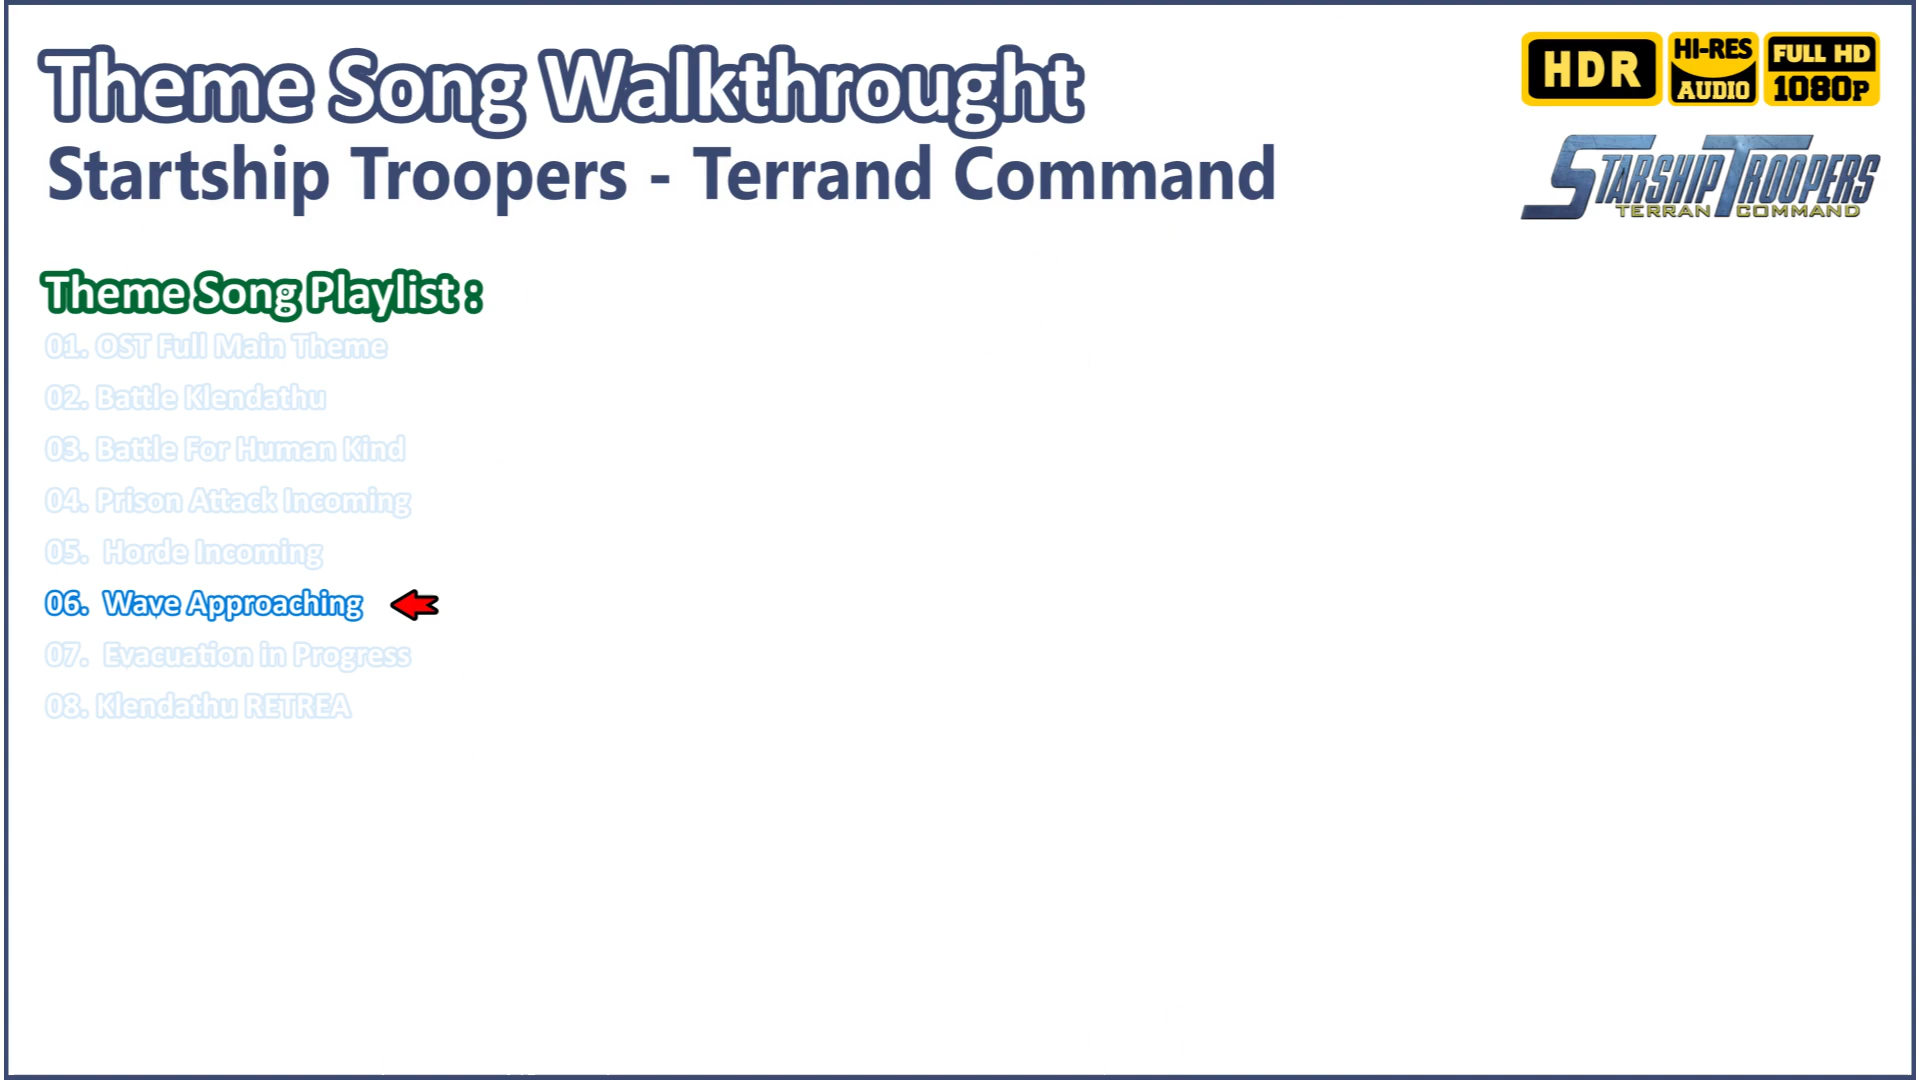 Theme Song Walkthrought
HDR
HI-RES AUDIO
FULL HD 1080P
Startship Troopers - Terrand Command
STARSHIP TROOPERS
TERRAN COMMAND
Theme Song Playlist :
01. OST Full Main Theme
02. Battle Klendathu
03. Battle For Human Kind
04. Prison Attack Incoming
05. Horde Incoming
06. Wave Approaching
07. Evacuation in Progress
08. Klendathu RETREA